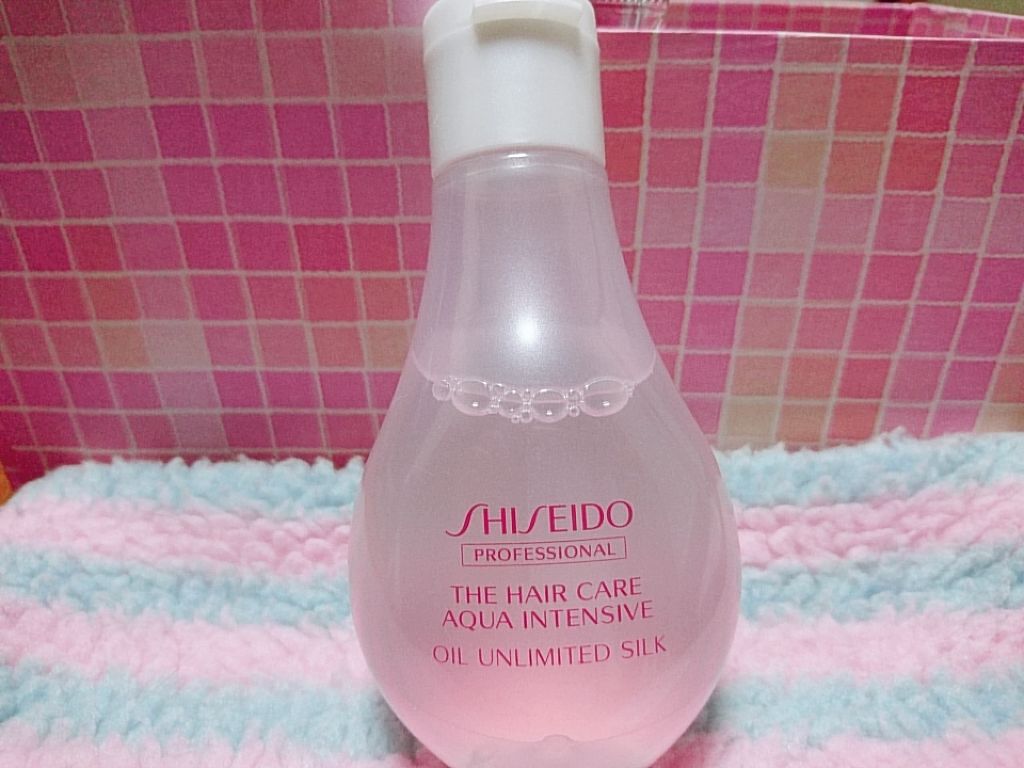 SHISEIDO
PROFESSIONAL
THE HAIR CARE
AQUA INTENSIVE
OIL UNLIMITED SILK